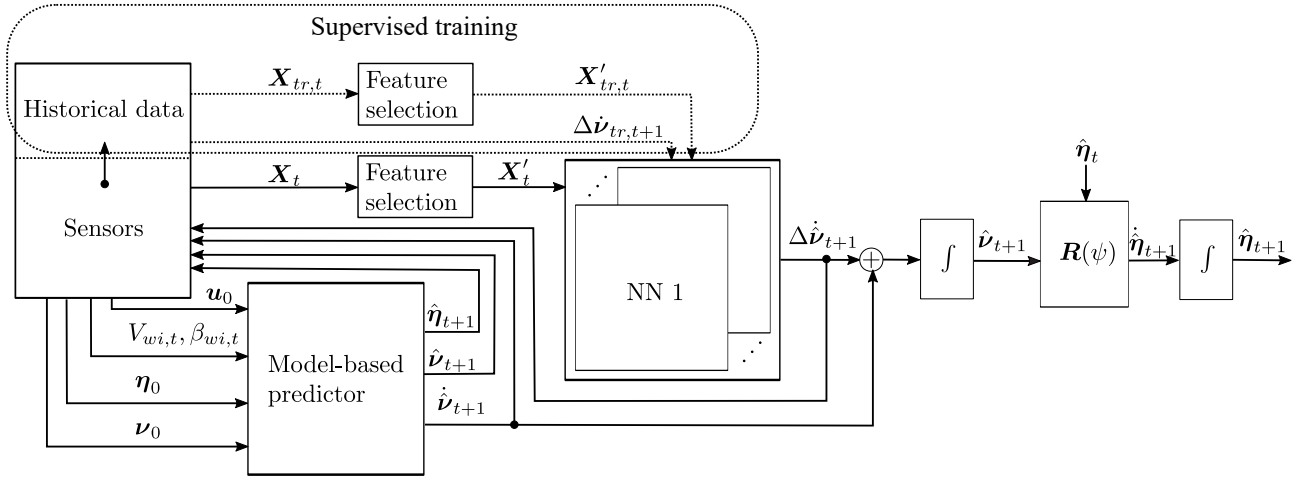 Supervised training
Historical data
𝑿_{tr,t}
Feature
selection
𝑿′_{tr,t}
Δ𝝂̇_{tr,t+1}
Sensors
𝑿_t
Feature
selection
𝑿′_t
⋰
NN 1
⋰
Δ𝝂̂̇_{t+1}
+
∫
𝝂̂_{t+1}
𝜼̂_t
𝑹(ψ)
𝜼̂̇_{t+1}
∫
𝜼̂_{t+1}
𝒖_0
V_{wi,t}, β_{wi,t}
𝜼_0
𝝂_0
Model-based
predictor
𝜼̂_{t+1}
𝝂̂_{t+1}
𝝂̂̇_{t+1}